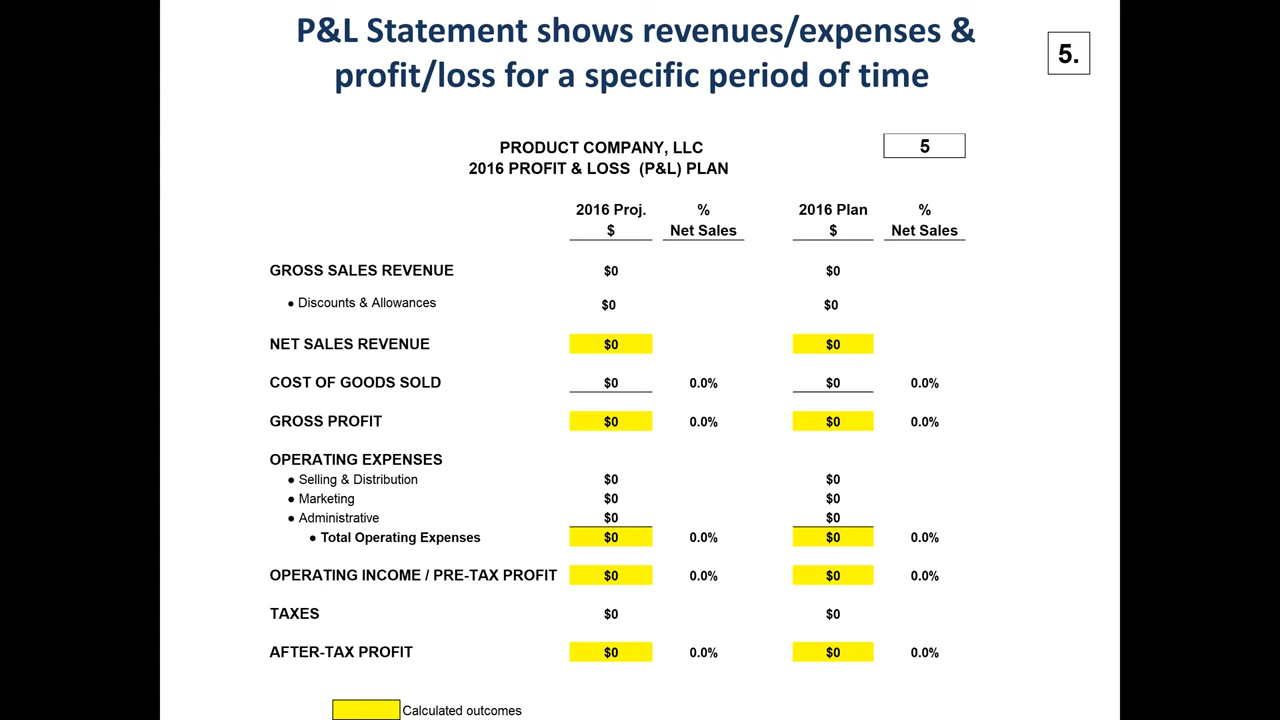 P&L Statement shows revenues/expenses &
profit/loss for a specific period of time
5.
PRODUCT COMPANY, LLC
5
2016 PROFIT & LOSS (P&L) PLAN
2016 Proj. % 2016 Plan %
$ Net Sales $ Net Sales
GROSS SALES REVENUE $0 $0
● Discounts & Allowances $0 $0
NET SALES REVENUE $0 $0
COST OF GOODS SOLD $0 0.0% $0 0.0%
GROSS PROFIT $0 0.0% $0 0.0%
OPERATING EXPENSES
● Selling & Distribution $0 $0
● Marketing $0 $0
● Administrative $0 $0
● Total Operating Expenses $0 0.0% $0 0.0%
OPERATING INCOME / PRE-TAX PROFIT $0 0.0% $0 0.0%
TAXES $0 $0
AFTER-TAX PROFIT $0 0.0% $0 0.0%
Calculated outcomes